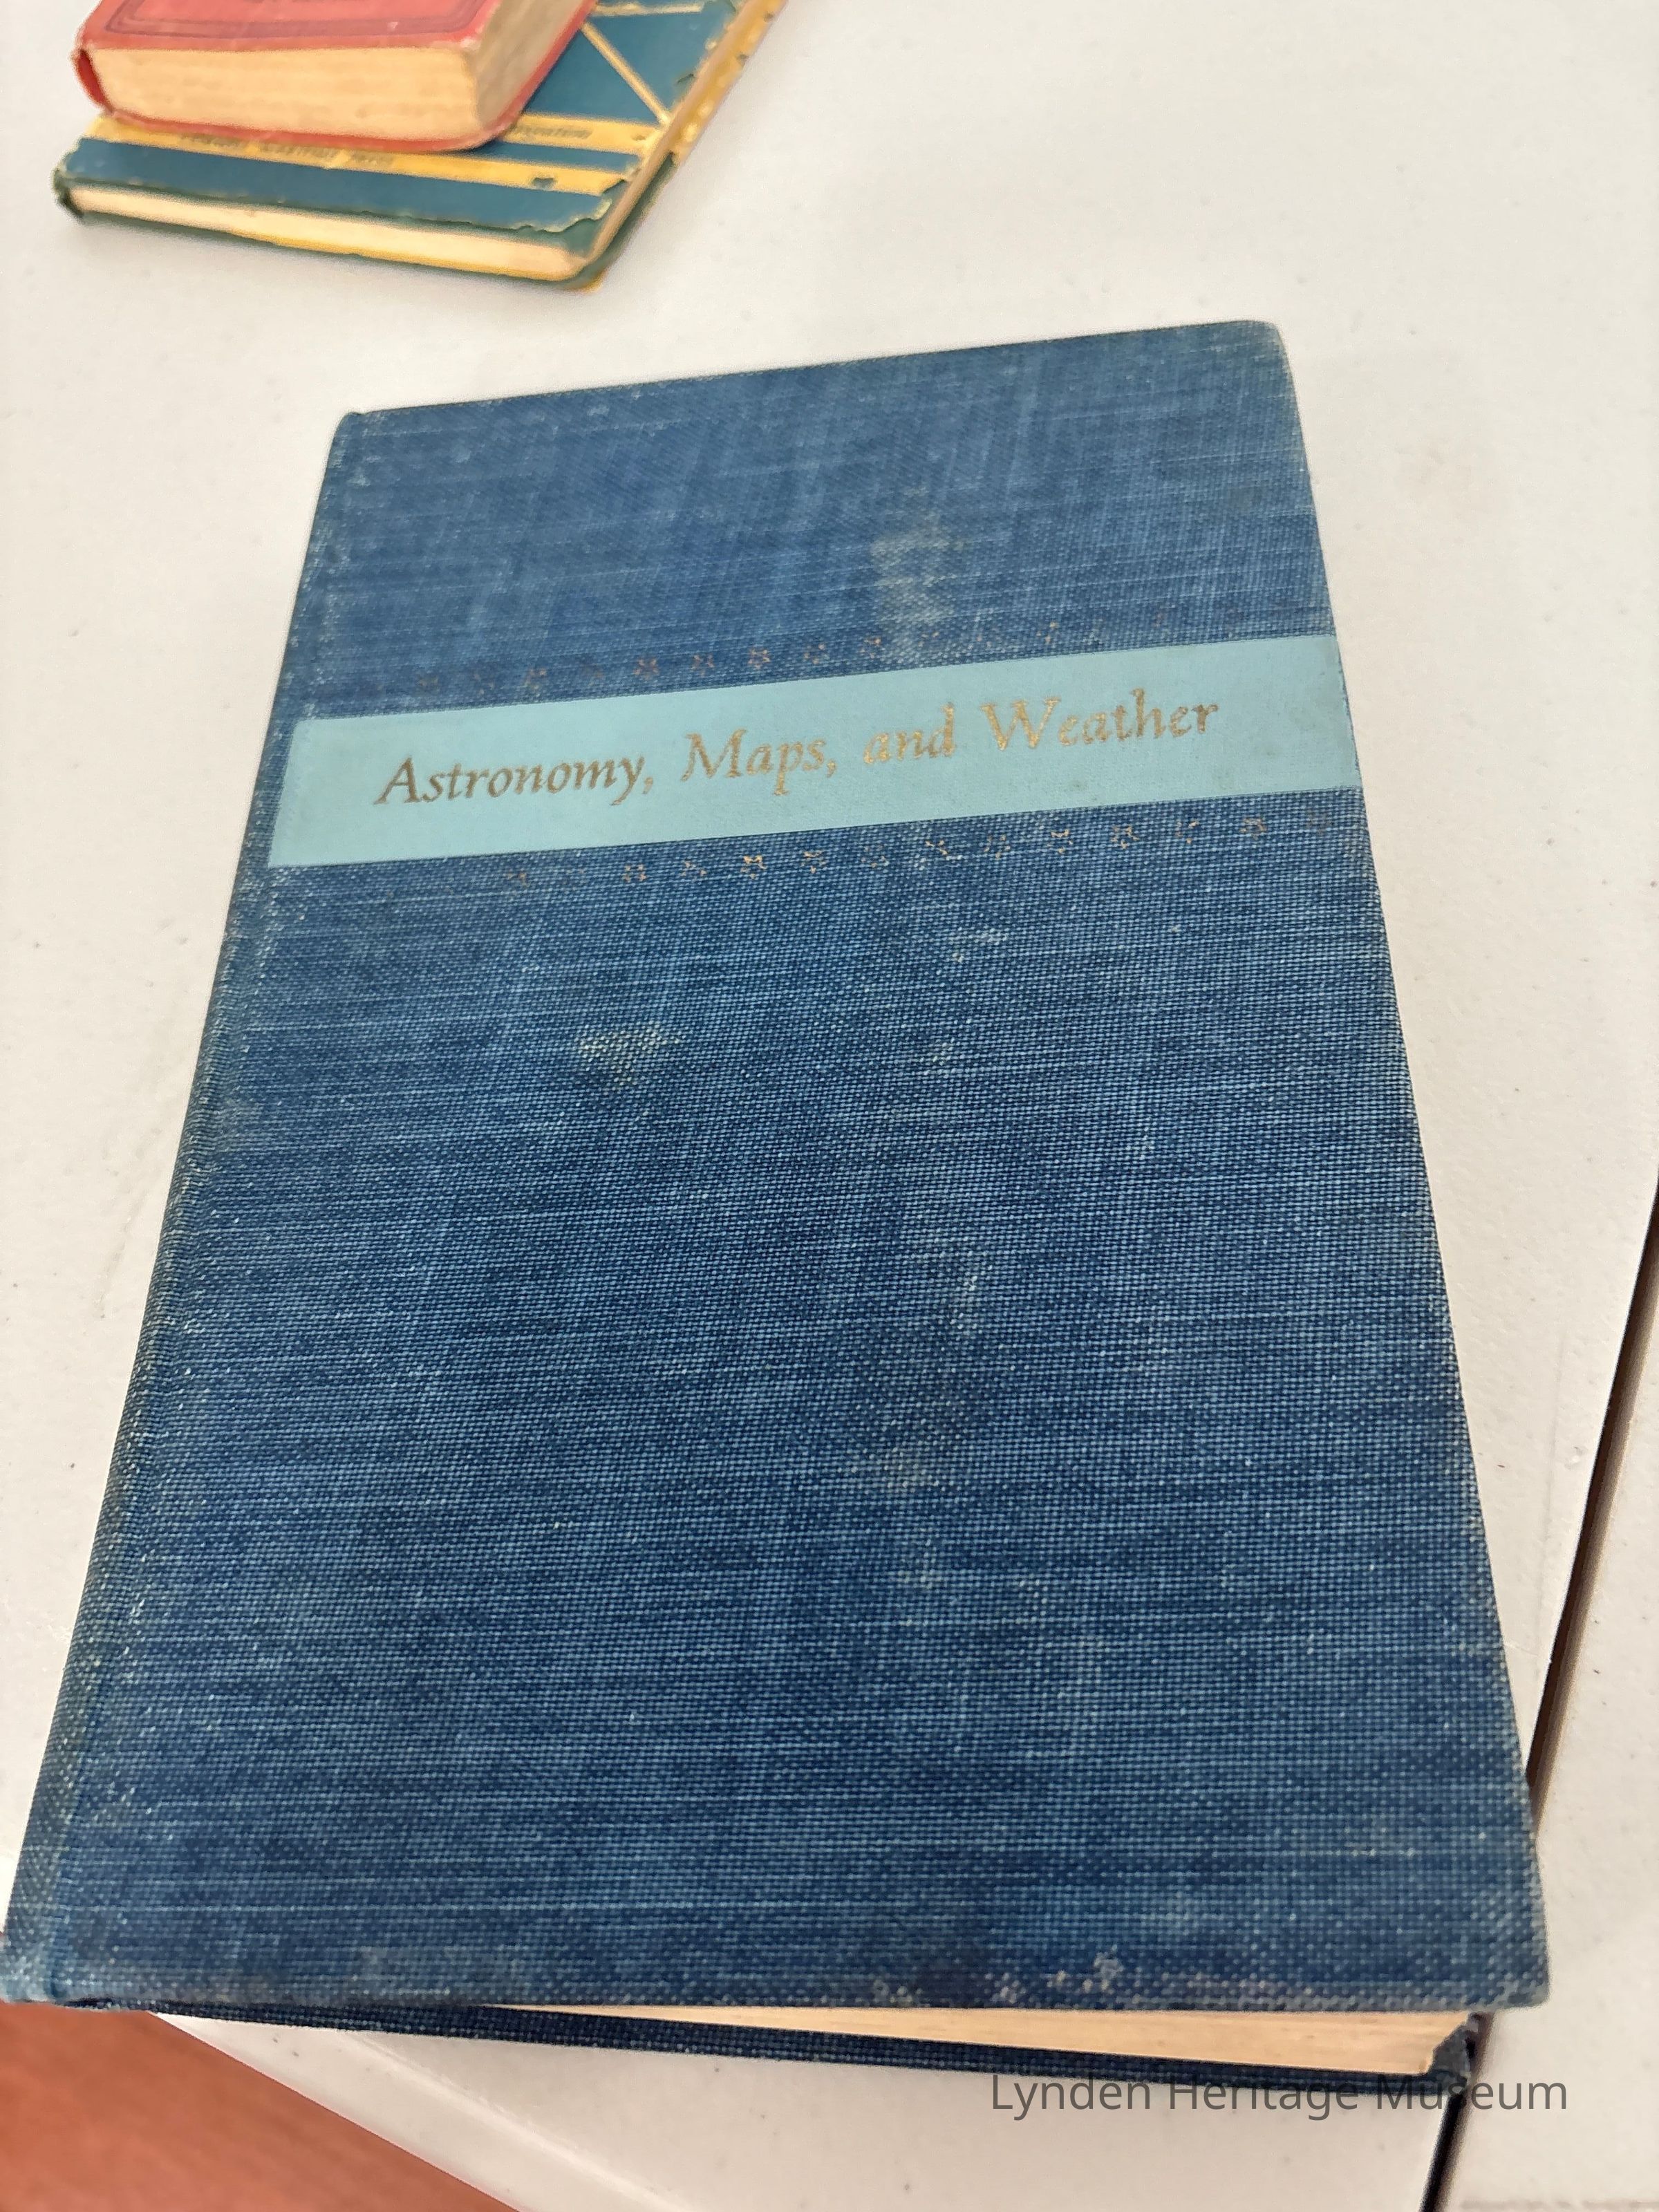 Astronomy, Maps, and Weather
Lynden Heritage Museum